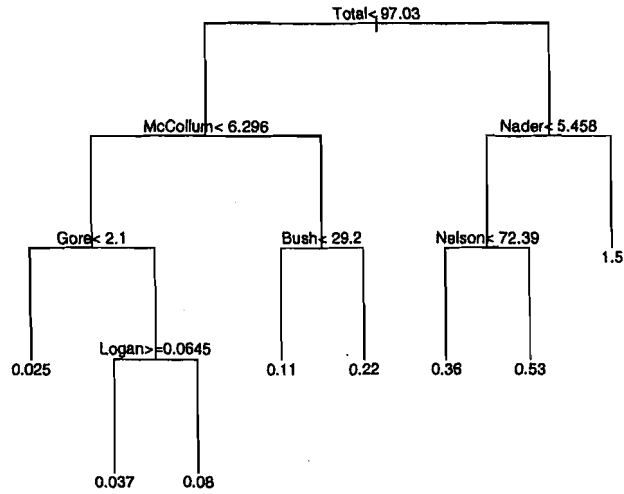 Total< 97.03
McCollum< 6.296
Nader< 5.458
Gore< 2.1
Bush< 29.2
Nelson< 72.39
1.5
Logan>=0.0645
0.025
0.11
0.22
0.36
0.53
0.037
0.08